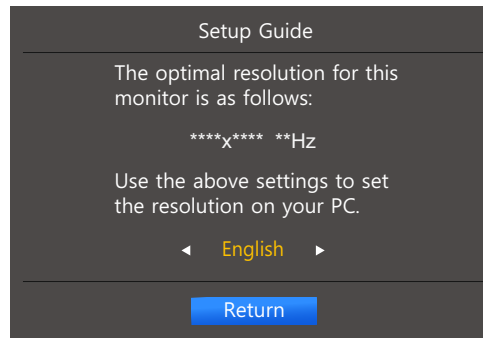 Setup Guide
The optimal resolution for this
monitor is as follows:
****x**** **Hz
Use the above settings to set
the resolution on your PC.
English
Return